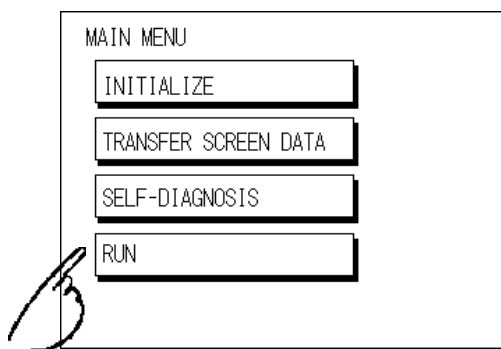 MAIN MENU
INITIALIZE
TRANSFER SCREEN DATA
SELF-DIAGNOSIS
RUN